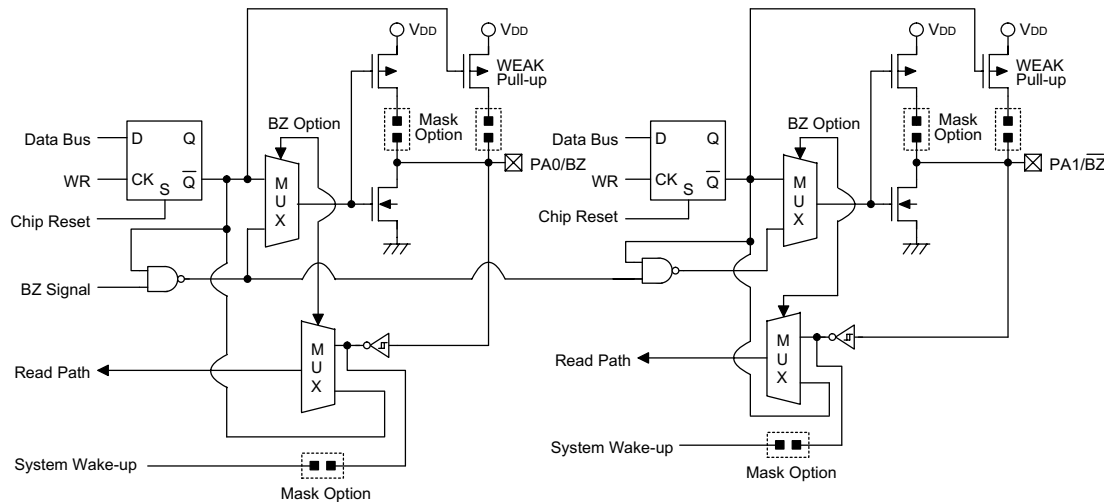 VDD
VDD
WEAK
Pull-up
Mask
Option
BZ Option
Data Bus
D
Q
WR
CK
Q̅
S
Chip Reset
M
U
X
PA0/BZ
BZ Signal
M
U
X
Read Path
System Wake-up
Mask Option
VDD
VDD
WEAK
Pull-up
Mask
Option
BZ Option
Data Bus
D
Q
WR
CK
Q̅
S
Chip Reset
M
U
X
PA1/B̅Z̅
M
U
X
Read Path
System Wake-up
Mask Option